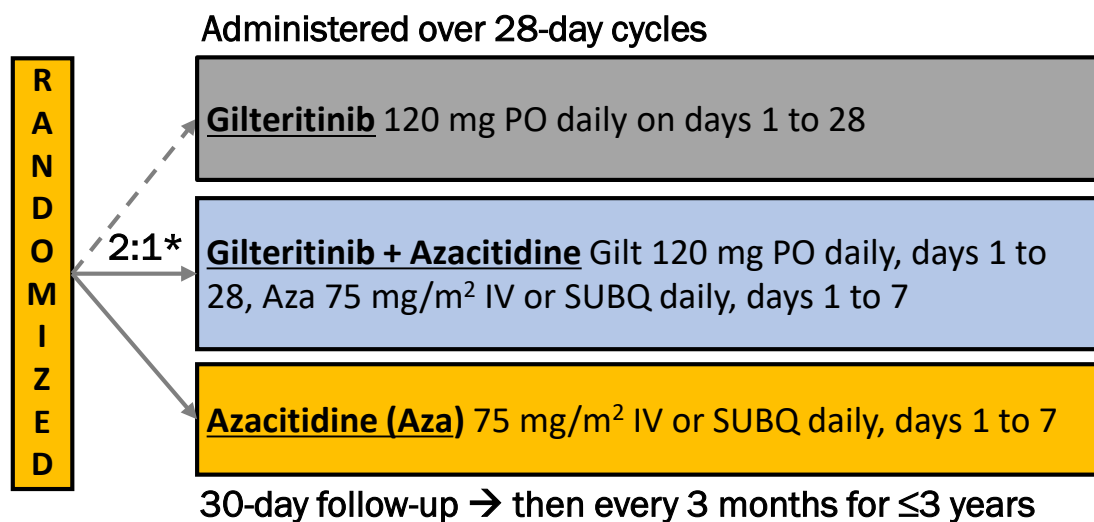 Administered over 28-day cycles
RANDOMIZED
Gilteritinib 120 mg PO daily on days 1 to 28
2:1*
Gilteritinib + Azacitidine Gilt 120 mg PO daily, days 1 to
28, Aza 75 mg/m² IV or SUBQ daily, days 1 to 7
Azacitidine (Aza) 75 mg/m² IV or SUBQ daily, days 1 to 7
30-day follow-up → then every 3 months for ≤3 years